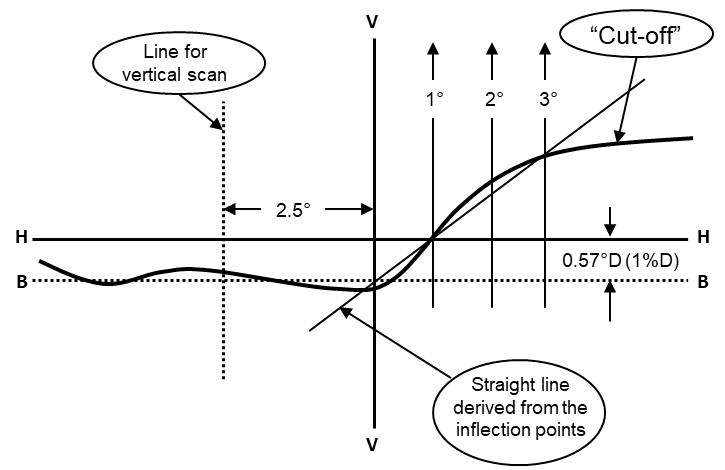 V
“Cut-off”
Line for
vertical scan
1°
2°
3°
2.5°
H
H
0.57°D (1%D)
B
B
Straight line
derived from the
inflection points
V